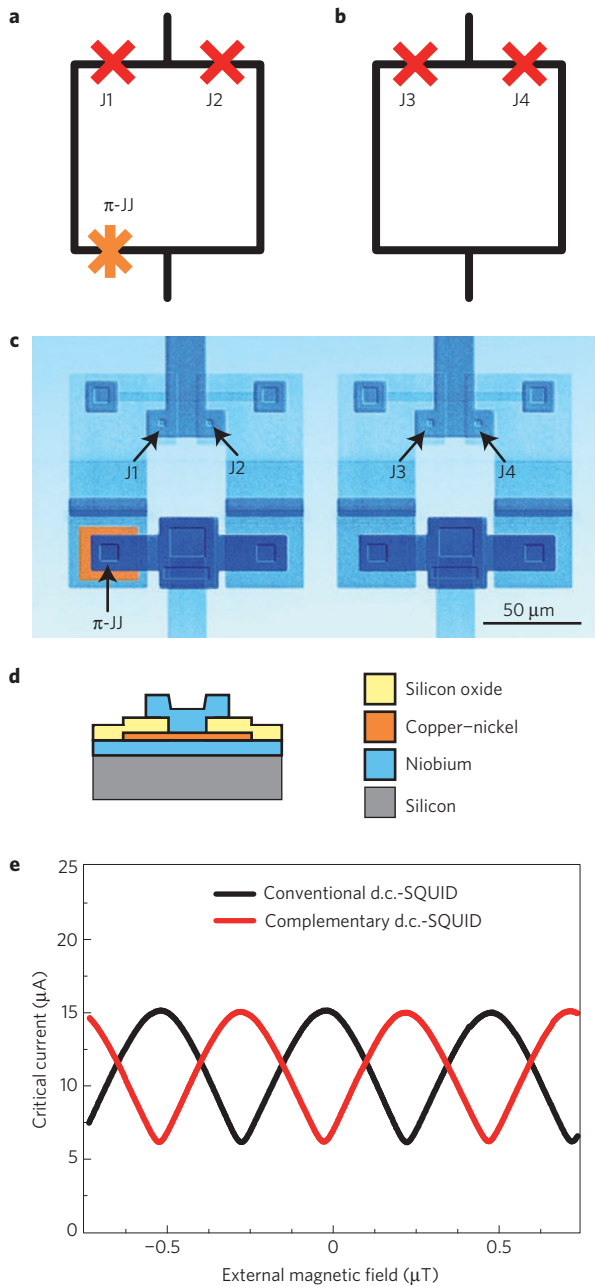 a
b
J1 J2
J3 J4
π-JJ
c
J1
J2
J3
J4
π-JJ
50 μm
d
Silicon oxide
Copper–nickel
Niobium
Silicon
e
25
20
15
10
5
0
Critical current (μA)
Conventional d.c.-SQUID
Complementary d.c.-SQUID
−0.5 0 0.5
External magnetic field (μT)